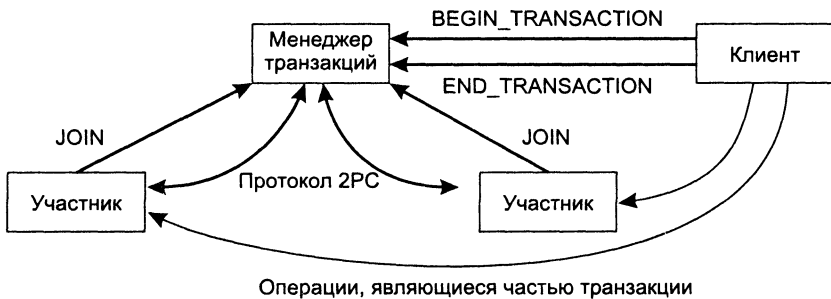 BEGIN_TRANSACTION
Менеджер
транзакций
Клиент
END_TRANSACTION
JOIN
JOIN
Протокол 2PC
Участник
Участник
Операции, являющиеся частью транзакции